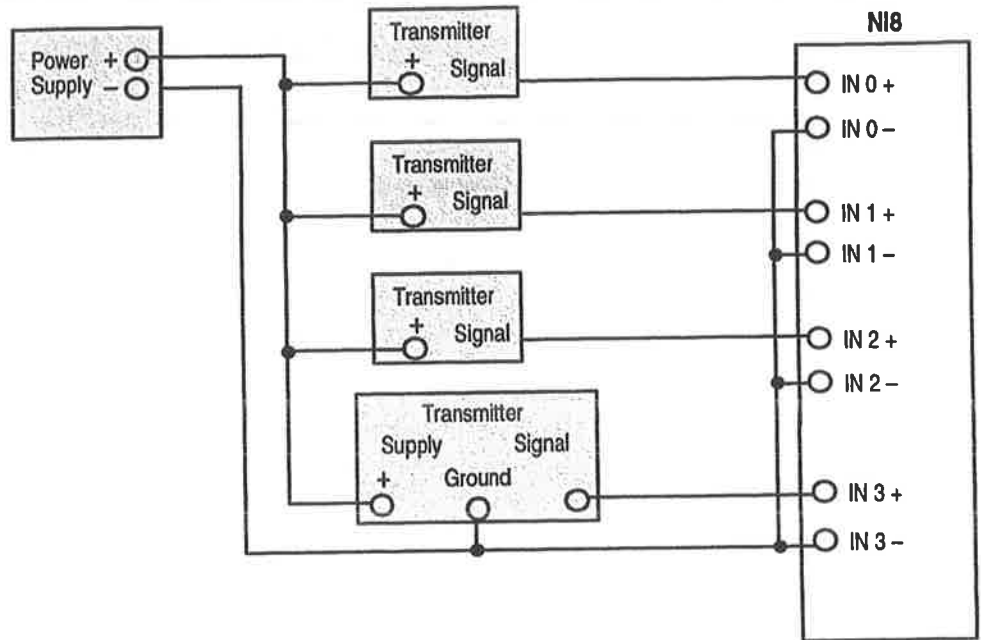 NI8
Power +
Supply –
Transmitter
+
Signal
IN 0 +
IN 0 –
Transmitter
+
Signal
IN 1 +
IN 1 –
Transmitter
+
Signal
IN 2 +
IN 2 –
Transmitter
Supply
Signal
+
Ground
IN 3 +
IN 3 –